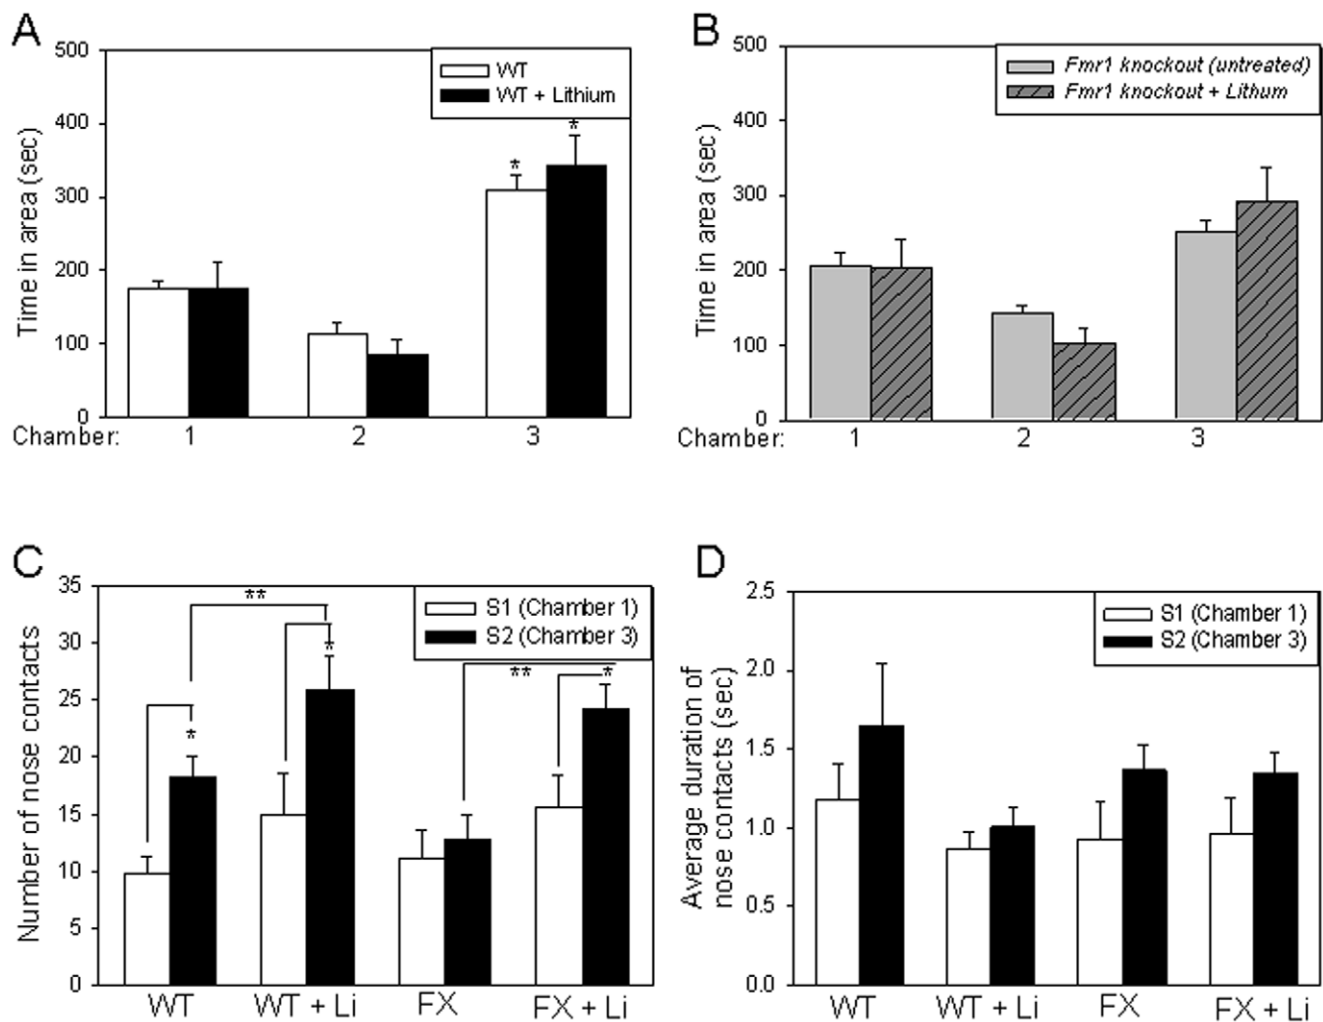 A
500
400
300
200
100
0
Time in area (sec)
WT
WT + Lithium
*
*
Chamber: 1 2 3
B
500
400
300
200
100
0
Time in area (sec)
Fmr1 knockout (untreated)
Fmr1 knockout + Lithum
Chamber: 1 2 3
C
35
30
25
20
15
10
5
0
Number of nose contacts
S1 (Chamber 1)
S2 (Chamber 3)
**
*
*
**
*
WT WT + Li FX FX + Li
D
2.5
2.0
1.5
1.0
0.5
0.0
Average duration of
nose contacts (sec)
S1 (Chamber 1)
S2 (Chamber 3)
WT WT + Li FX FX + Li